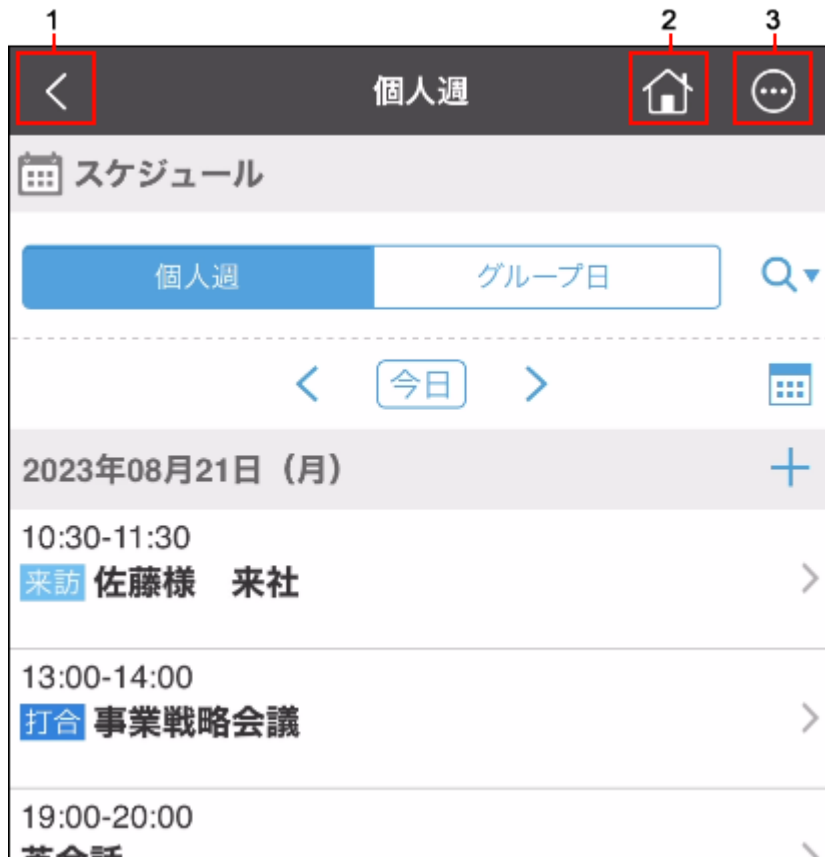 1 2 3
個人週
スケジュール
個人週 グループ日
今日
2023年08月21日（月）
10:30-11:30
来訪 佐藤様　来社
13:00-14:00
打合 事業戦略会議
19:00-20:00
英会話